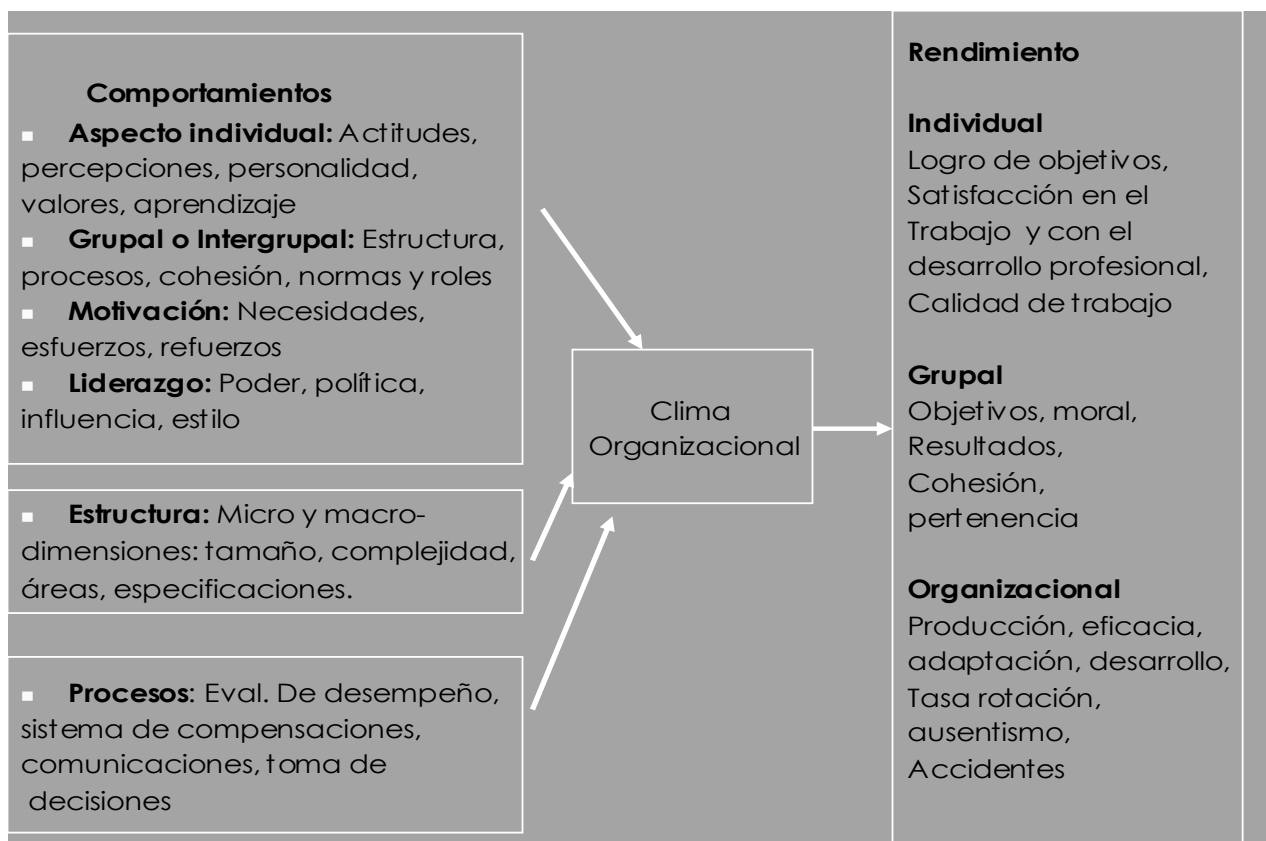 Comportamientos
▪ Aspecto individual: Actitudes,
percepciones, personalidad,
valores, aprendizaje
▪ Grupal o Intergrupal: Estructura,
procesos, cohesión, normas y roles
▪ Motivación: Necesidades,
esfuerzos, refuerzos
▪ Liderazgo: Poder, política,
influencia, estilo
▪ Estructura: Micro y macro-
dimensiones: tamaño, complejidad,
áreas, especificaciones.
▪ Procesos: Eval. De desempeño,
sistema de compensaciones,
comunicaciones, toma de
decisiones
Clima
Organizacional
Rendimiento
Individual
Logro de objetivos,
Satisfacción en el
Trabajo y con el
desarrollo profesional,
Calidad de trabajo
Grupal
Objetivos, moral,
Resultados,
Cohesión,
pertenencia
Organizacional
Producción, eficacia,
adaptación, desarrollo,
Tasa rotación,
ausentismo,
Accidentes